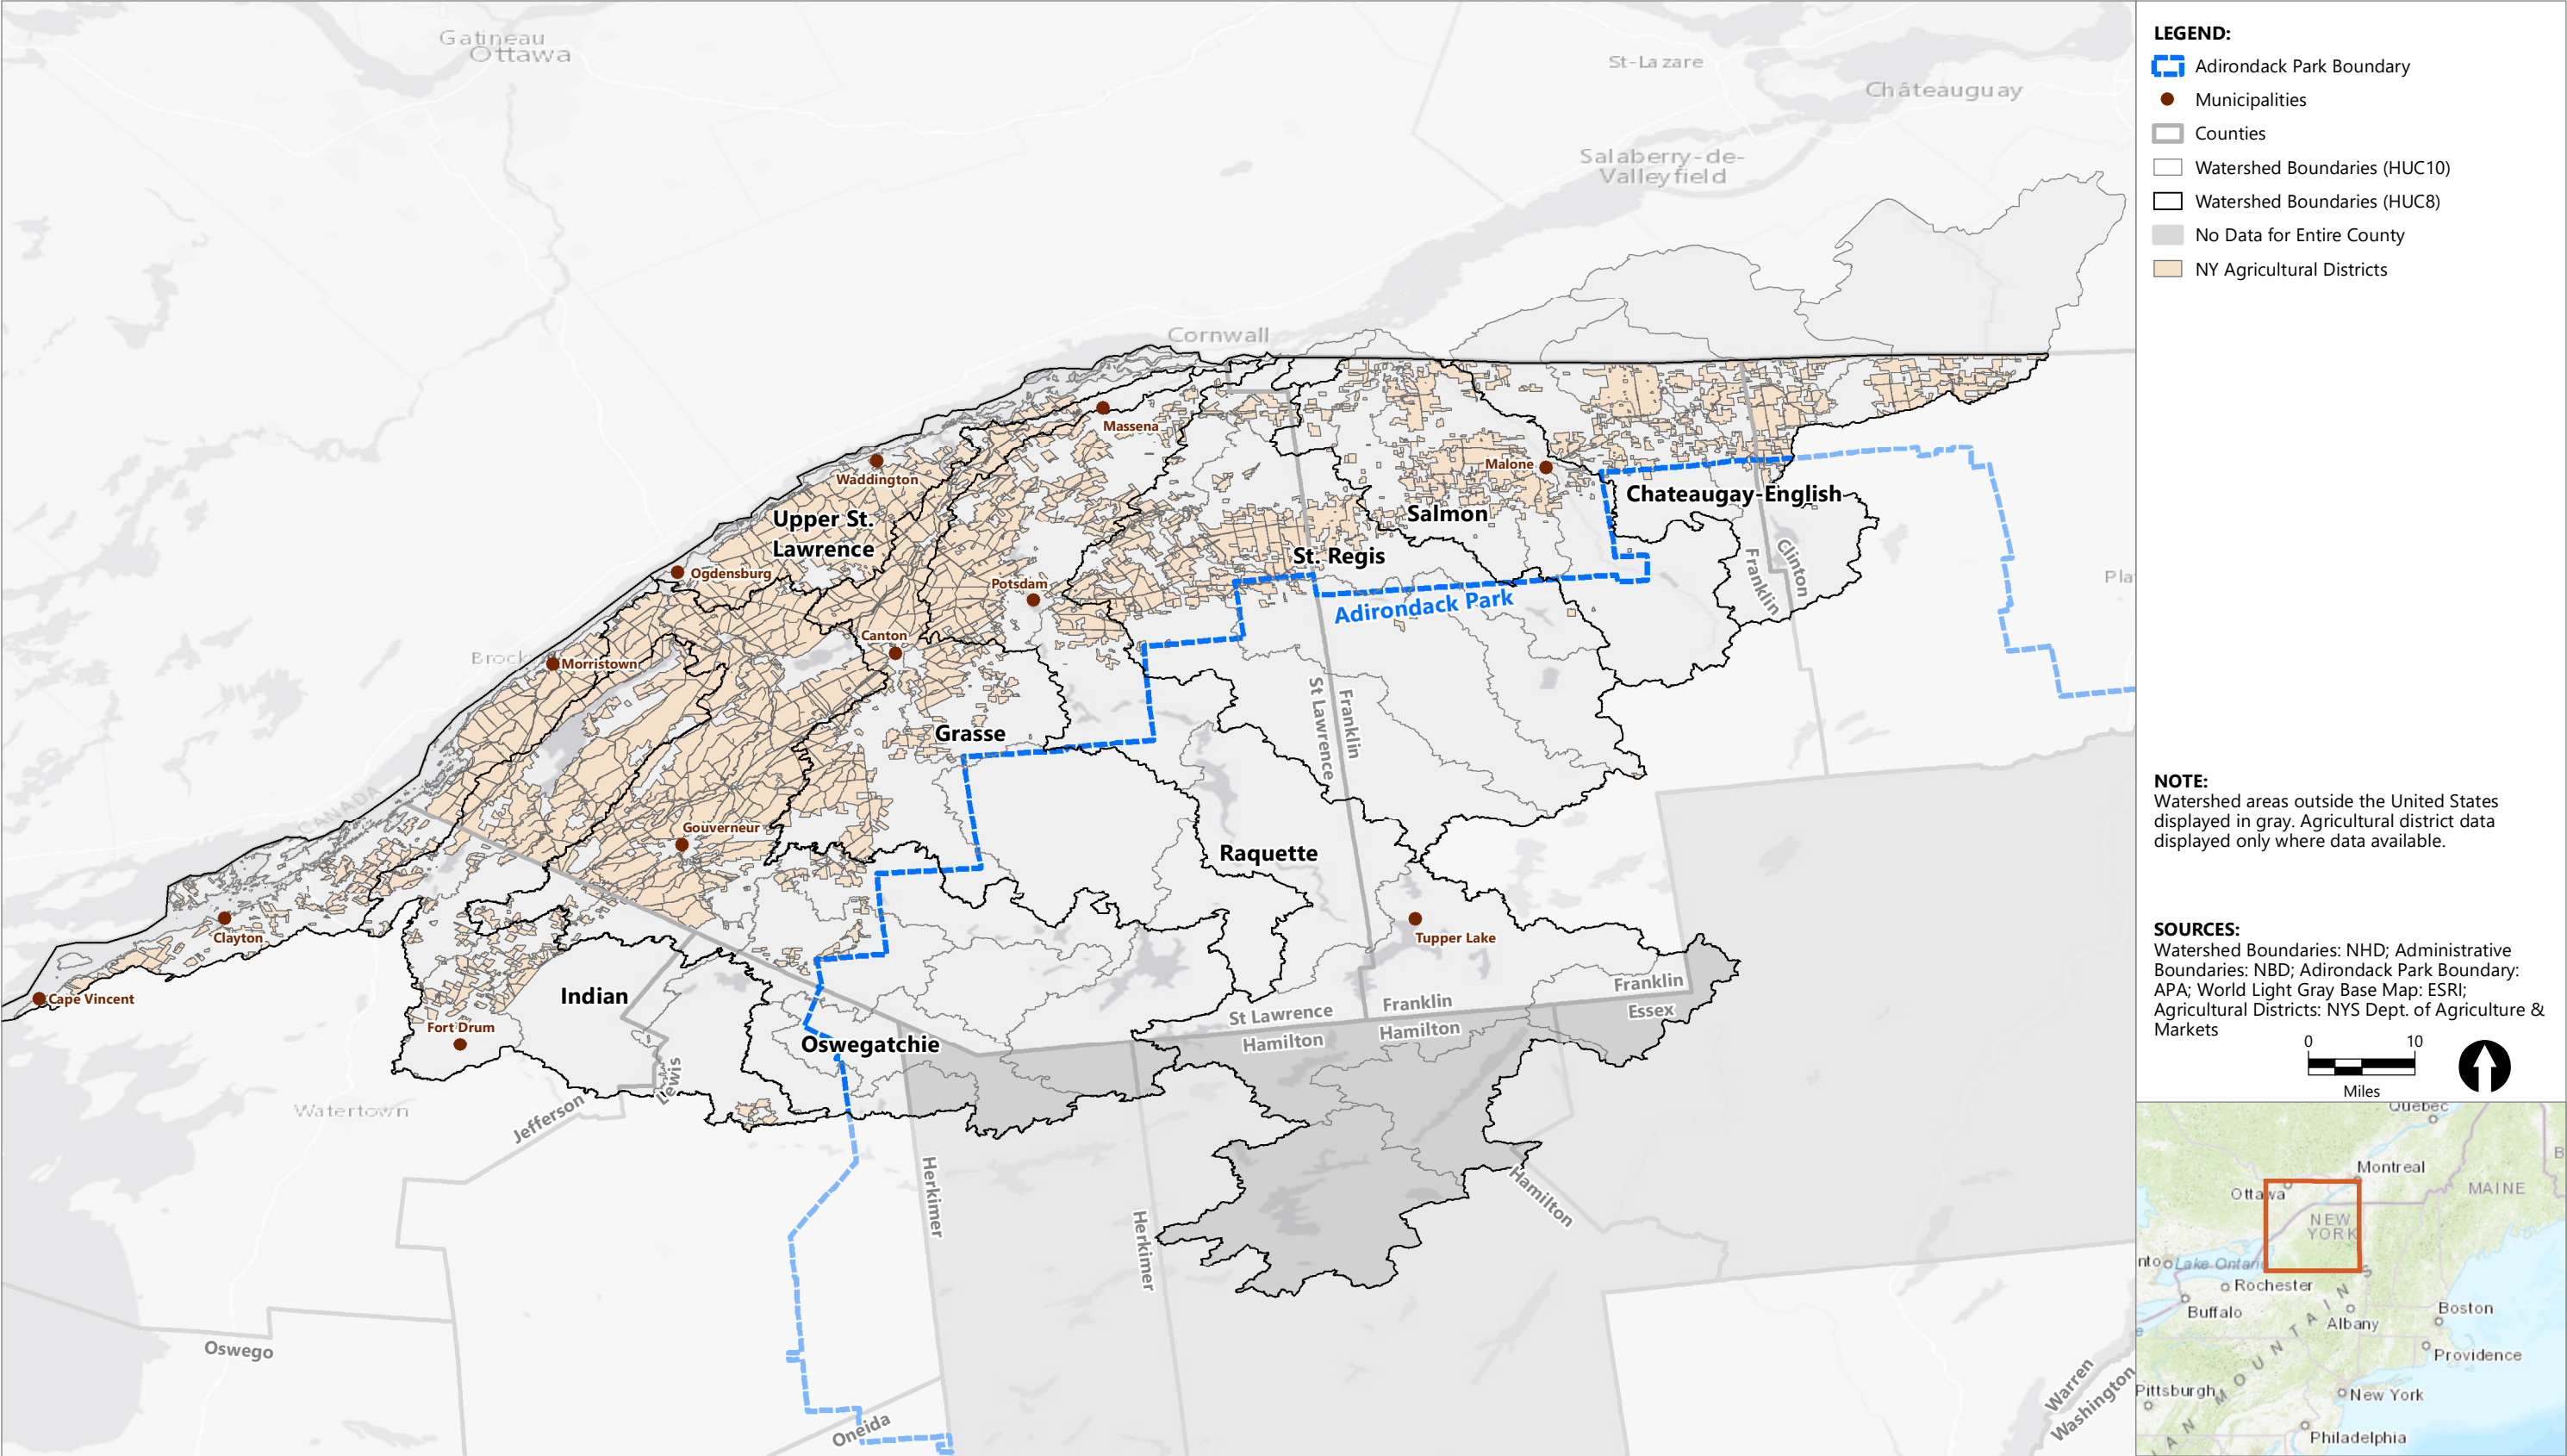 Gatineau
Ottawa
St-Lazare
Châteauguay
Salaberry-de-
Valleyfield
Cornwall
Massena
Waddington
Malone
Chateaugay-English
Upper St.
Lawrence
Salmon
St. Regis
Ogdensburg
Potsdam
Adirondack Park
Clinton
Franklin
Canton
Morristown
St Lawrence
Franklin
Grasse
CANADA
Gouverneur
Raquette
Clayton
Tupper Lake
Cape Vincent
Indian
Franklin
Franklin
Essex
St Lawrence
Hamilton
Hamilton
Fort Drum
Oswegatchie
Lewis
Jefferson
Watertown
Herkimer
Herkimer
Hamilton
Oswego
Oneida
Warren
Washington
LEGEND:
Adirondack Park Boundary
Municipalities
Counties
Watershed Boundaries (HUC10)
Watershed Boundaries (HUC8)
No Data for Entire County
NY Agricultural Districts
NOTE:
Watershed areas outside the United States
displayed in gray. Agricultural district data
displayed only where data available.
SOURCES:
Watershed Boundaries: NHD; Administrative
Boundaries: NBD; Adirondack Park Boundary:
APA; World Light Gray Base Map: ESRI;
Agricultural Districts: NYS Dept. of Agriculture &
Markets
0 10
Miles
Quebec
Montreal
Ottawa
MAINE
NEW
YORK
Lake Ontario
Rochester
Buffalo
Boston
Albany
Providence
Pittsburgh
New York
Philadelphia
MOUNTAINS